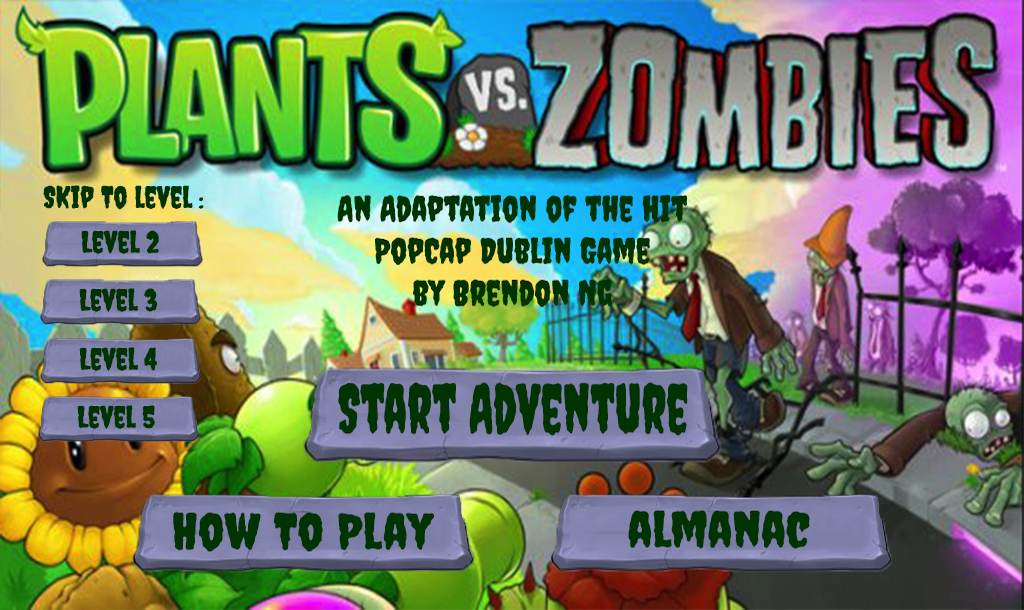 PLANTS VS. ZOMBIES
SKIP TO LEVEL :
LEVEL 2
LEVEL 3
LEVEL 4
LEVEL 5
AN ADAPTATION OF THE HIT
POPCAP DUBLIN GAME
BY BRENDON NG
START ADVENTURE
HOW TO PLAY
ALMANAC